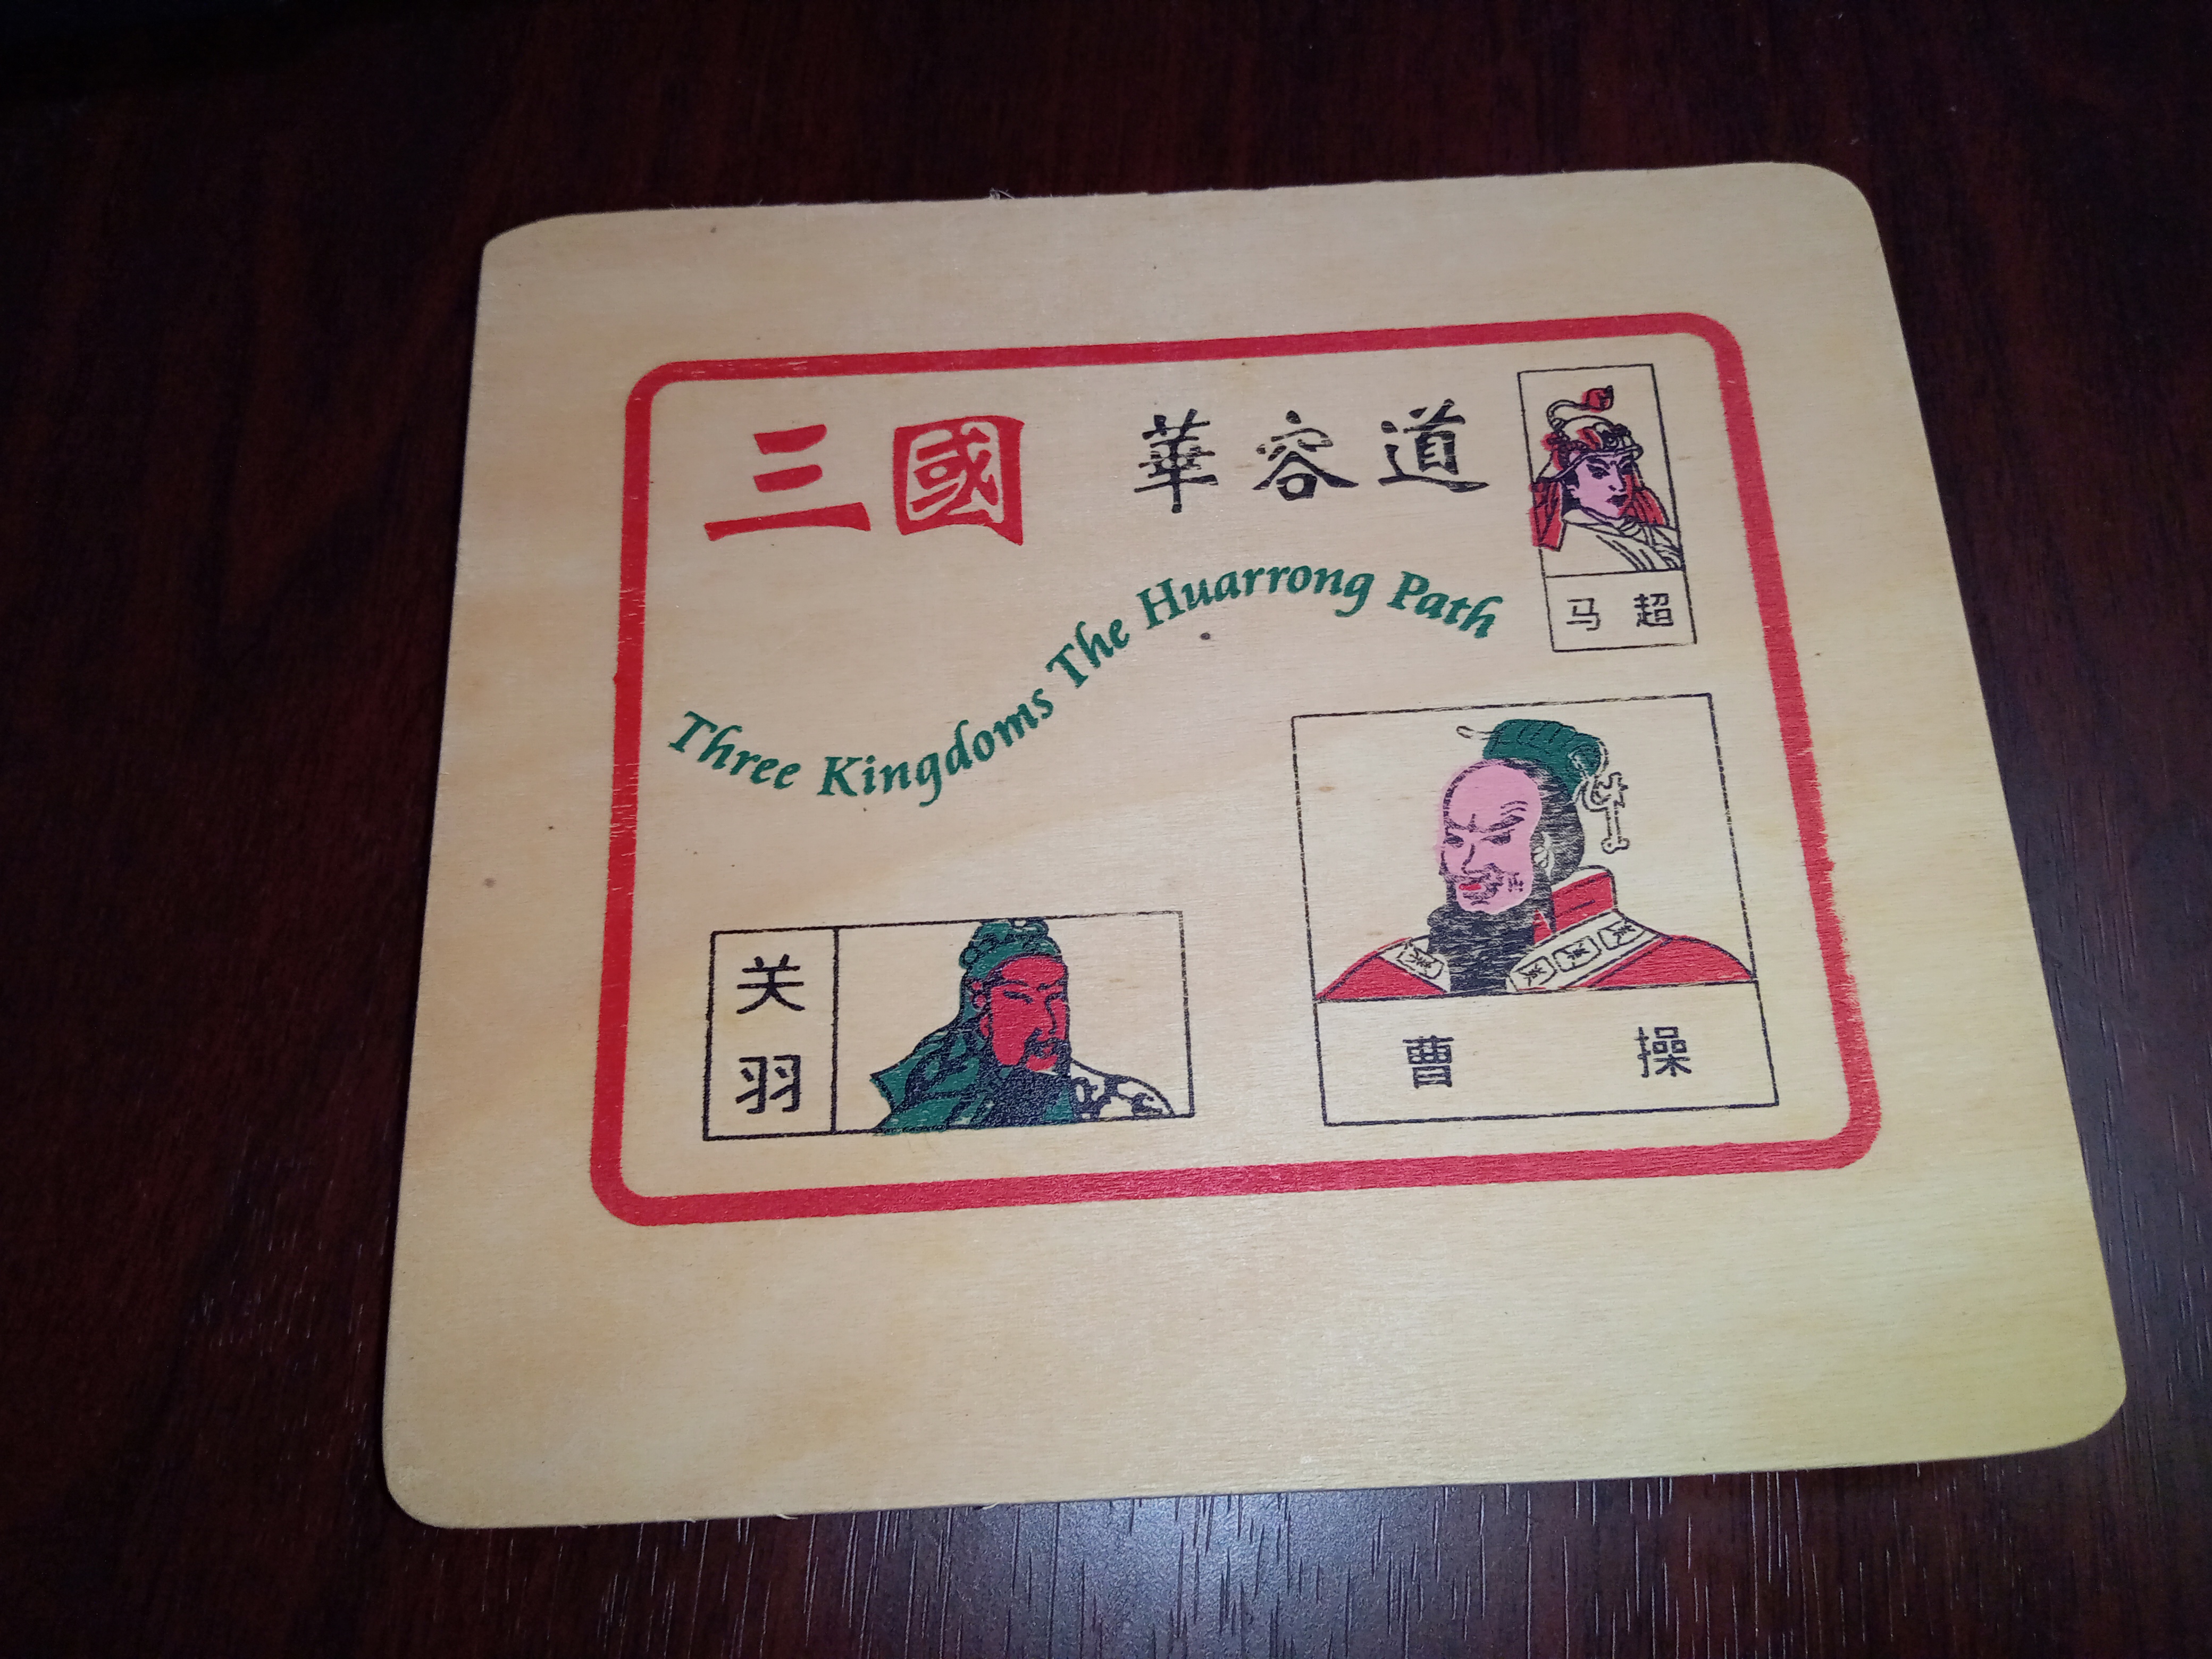 三國 華容道
Three Kingdoms The Huarrong Path
马超
关羽
曹操